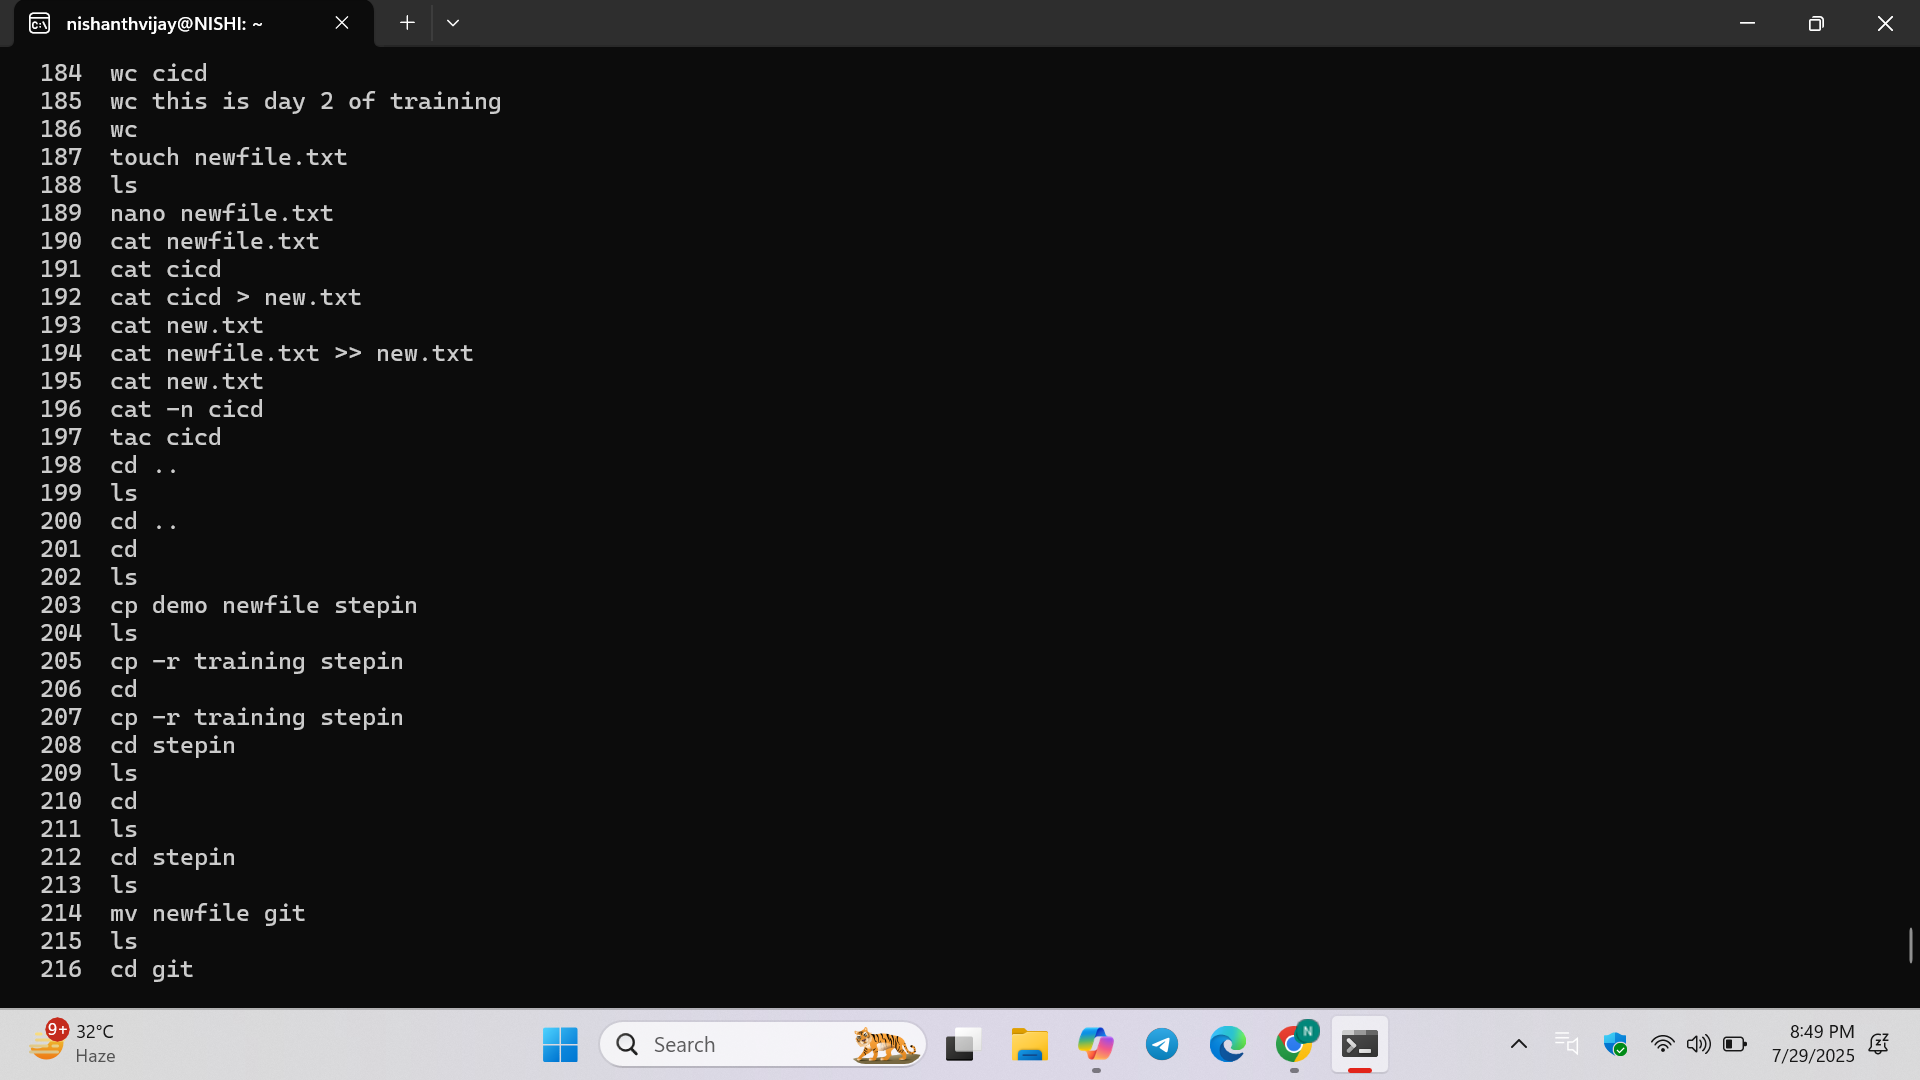 nishanthvijay@NISHI: ~
184 wc cicd
185 wc this is day 2 of training
186 wc
187 touch newfile.txt
188 ls
189 nano newfile.txt
190 cat newfile.txt
191 cat cicd
192 cat cicd > new.txt
193 cat new.txt
194 cat newfile.txt >> new.txt
195 cat new.txt
196 cat -n cicd
197 tac cicd
198 cd ..
199 ls
200 cd ..
201 cd
202 ls
203 cp demo newfile stepin
204 ls
205 cp -r training stepin
206 cd
207 cp -r training stepin
208 cd stepin
209 ls
210 cd
211 ls
212 cd stepin
213 ls
214 mv newfile git
215 ls
216 cd git
9+ 32°C
Haze
Search
N
8:49 PM
7/29/2025